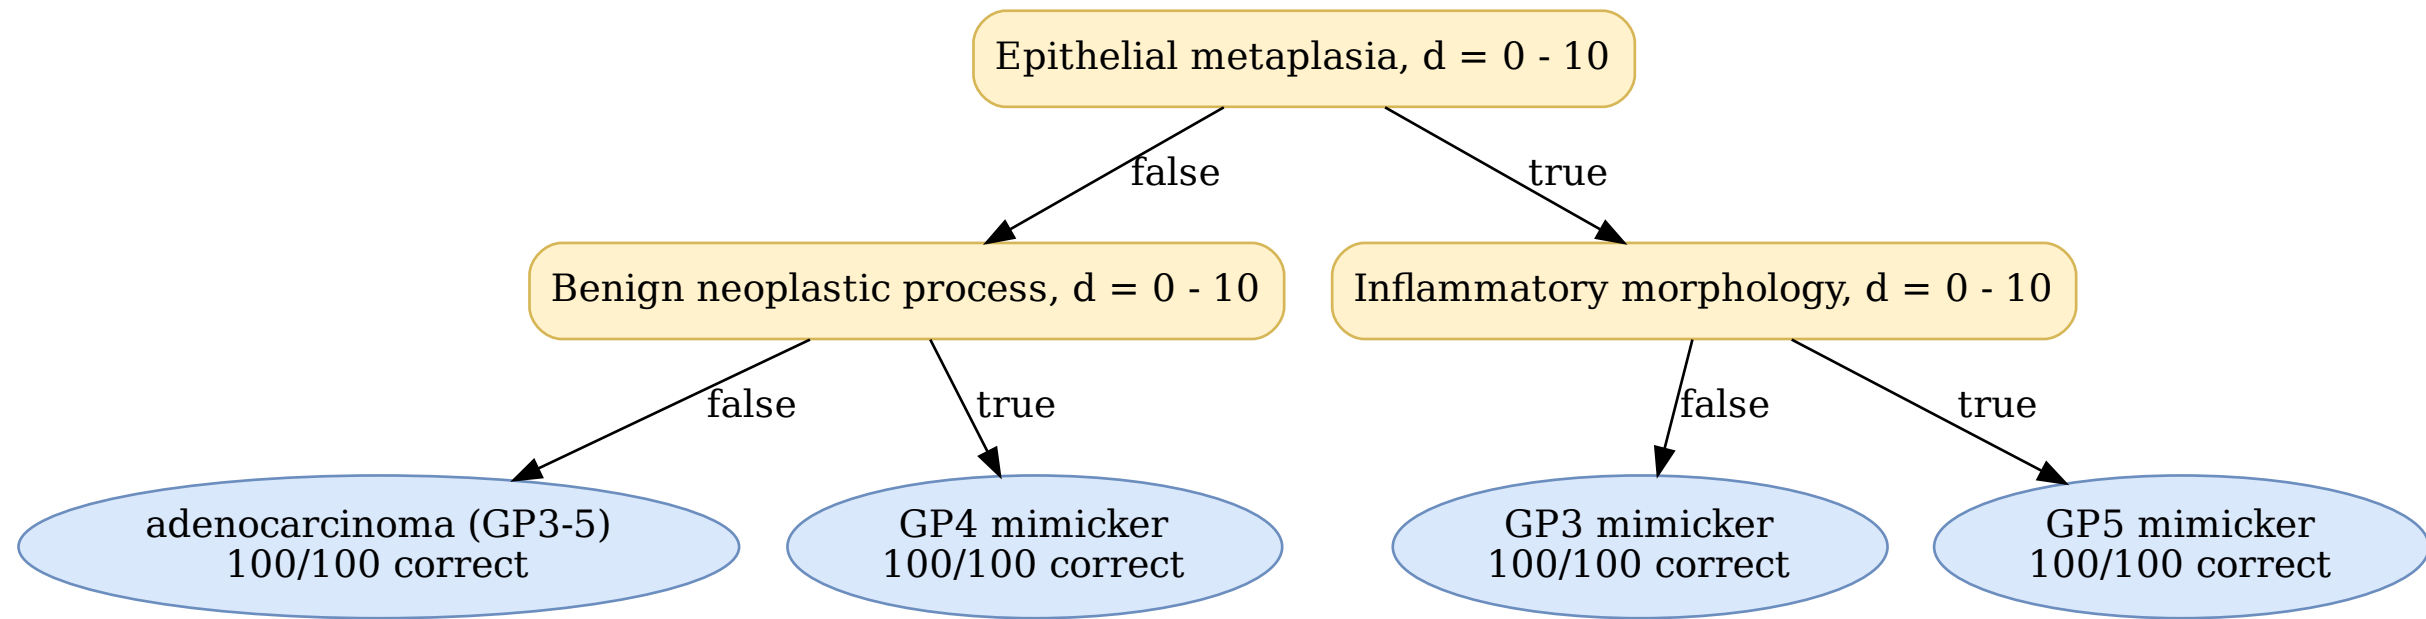 Epithelial metaplasia, d = 0 - 10
false
true
Benign neoplastic process, d = 0 - 10
Inflammatory morphology, d = 0 - 10
false
true
false
true
adenocarcinoma (GP3-5)
100/100 correct
GP4 mimicker
100/100 correct
GP3 mimicker
100/100 correct
GP5 mimicker
100/100 correct